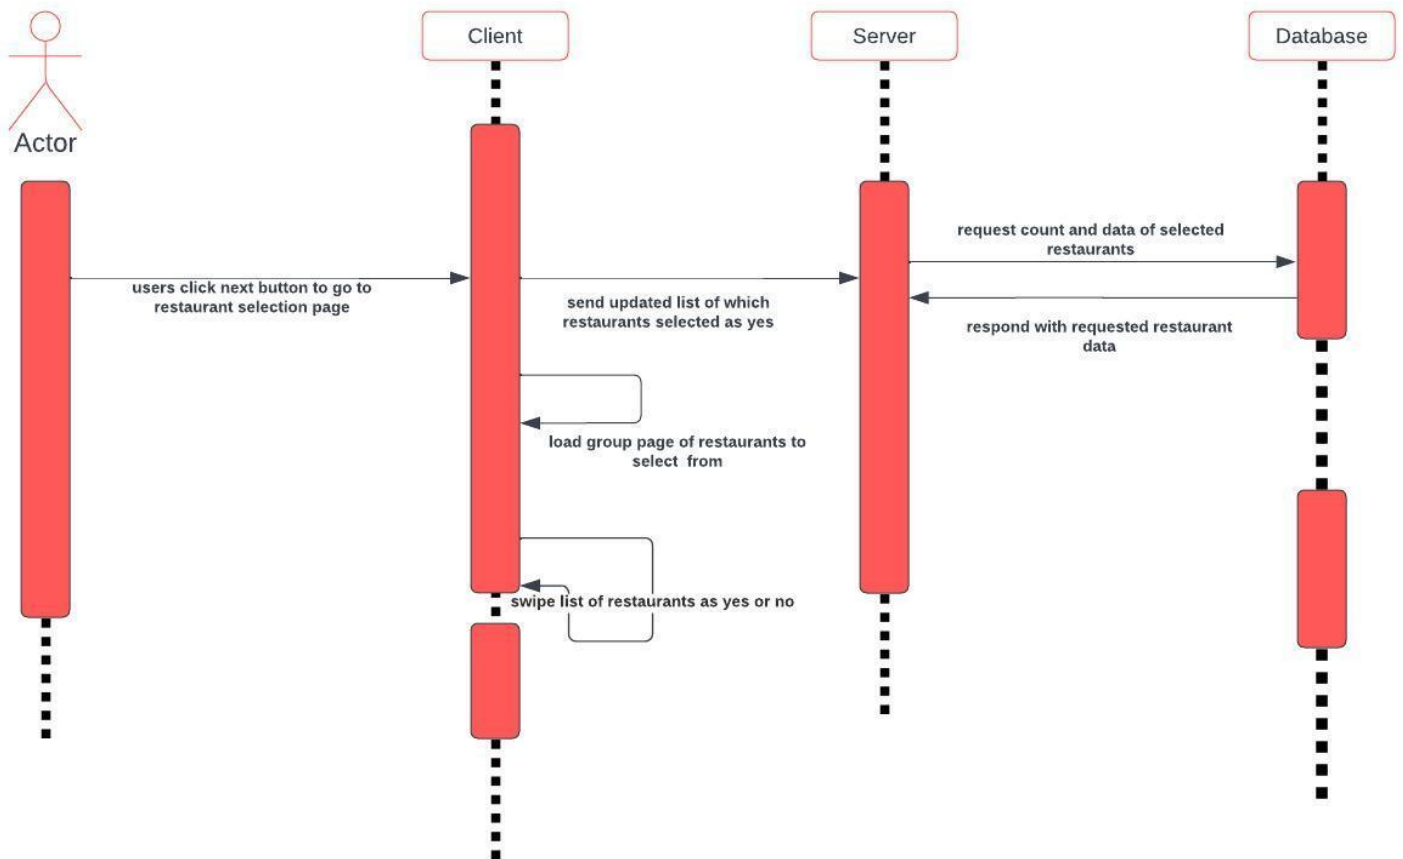 Client
Server
Database
Actor
request count and data of selected
restaurants
users click next button to go to
restaurant selection page
send updated list of which
restaurants selected as yes
respond with requested restaurant
data
load group page of restaurants to
select from
swipe list of restaurants as yes or no